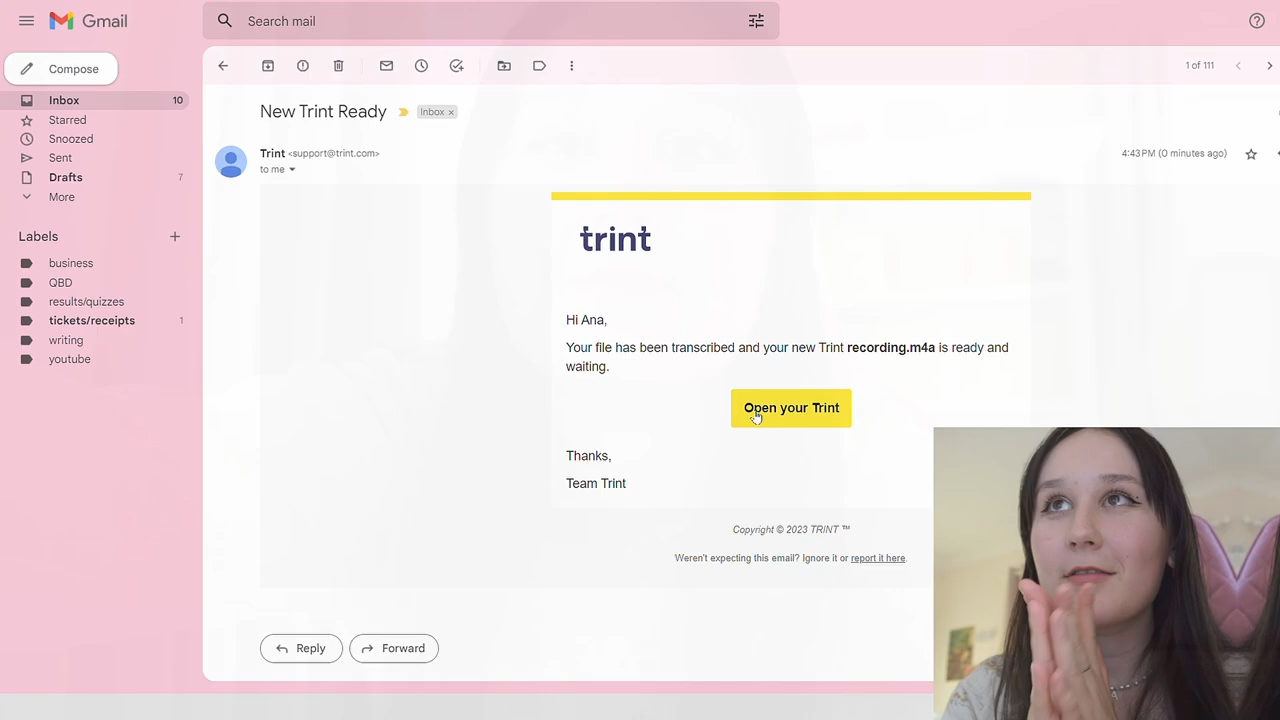 Gmail
Search mail
Compose
1 of 111
Inbox 10
Starred
Snoozed
Sent
Drafts 7
More
Labels
business
QBD
results/quizzes
tickets/receipts 1
writing
youtube
New Trint Ready
Inbox x
Trint <support@trint.com>
4:43 PM (0 minutes ago)
to me
trint
Hi Ana,
Your file has been transcribed and your new Trint recording.m4a is ready and
waiting.
Open your Trint
Thanks,
Team Trint
Copyright © 2023 TRINT ™
Weren't expecting this email? Ignore it or report it here.
Reply
Forward